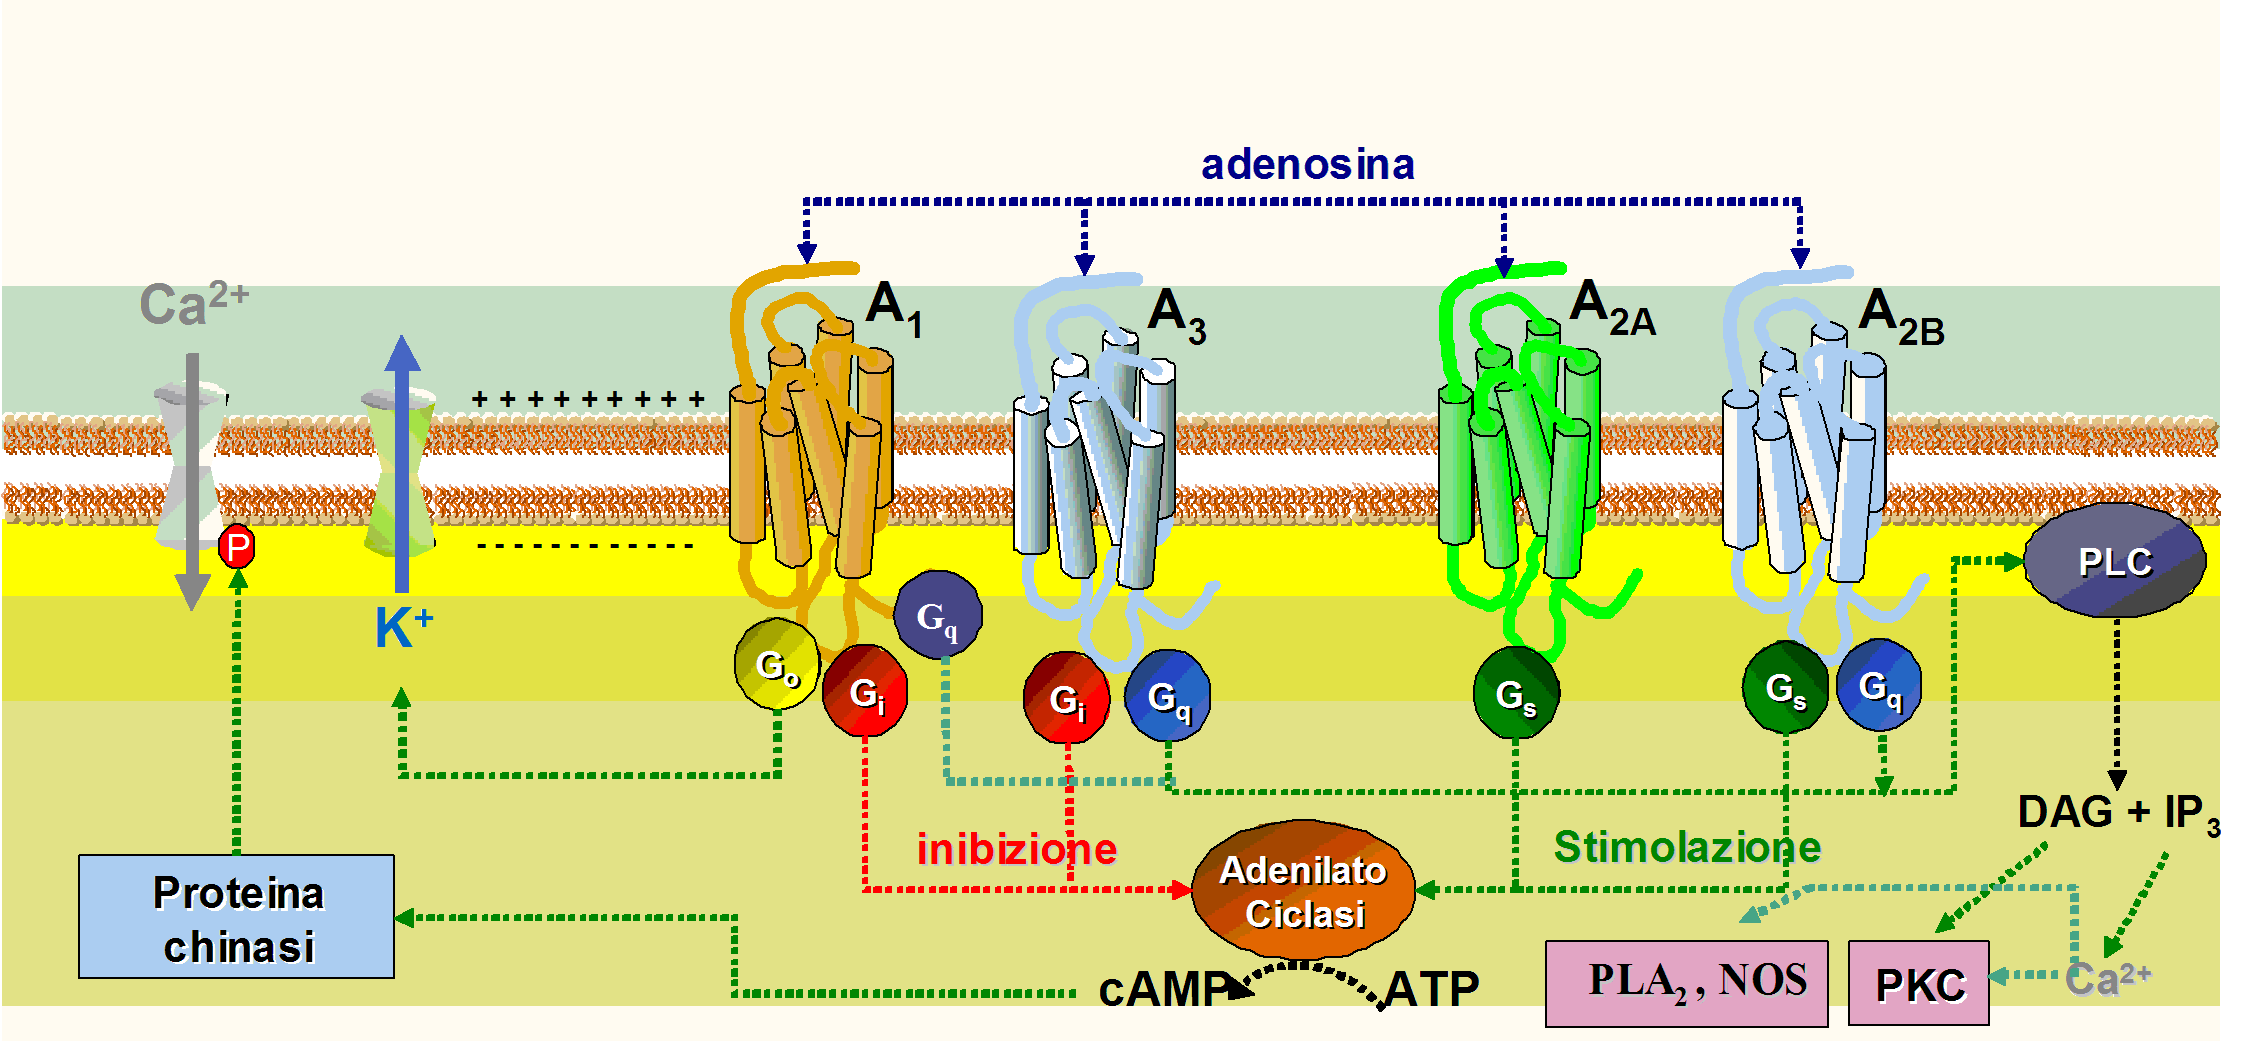 adenosina
Ca²⁺
A₁
A₃
A₂A
A₂B
+ + + + + + + + +
- - - - - - - - - - - -
P
K⁺
PLC
Gq
Go
Gi
Gi
Gq
Gs
Gs
Gq
DAG + IP₃
inibizione
Stimolazione
Adenilato
Ciclasi
Proteina
chinasi
cAMP
ATP
PLA₂ , NOS
PKC
Ca²⁺